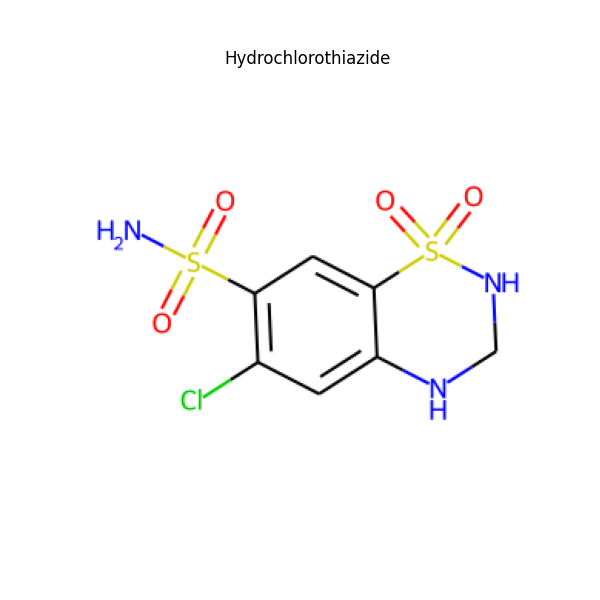 Hydrochlorothiazide
O O O
H2N S S NH
O
Cl N
H